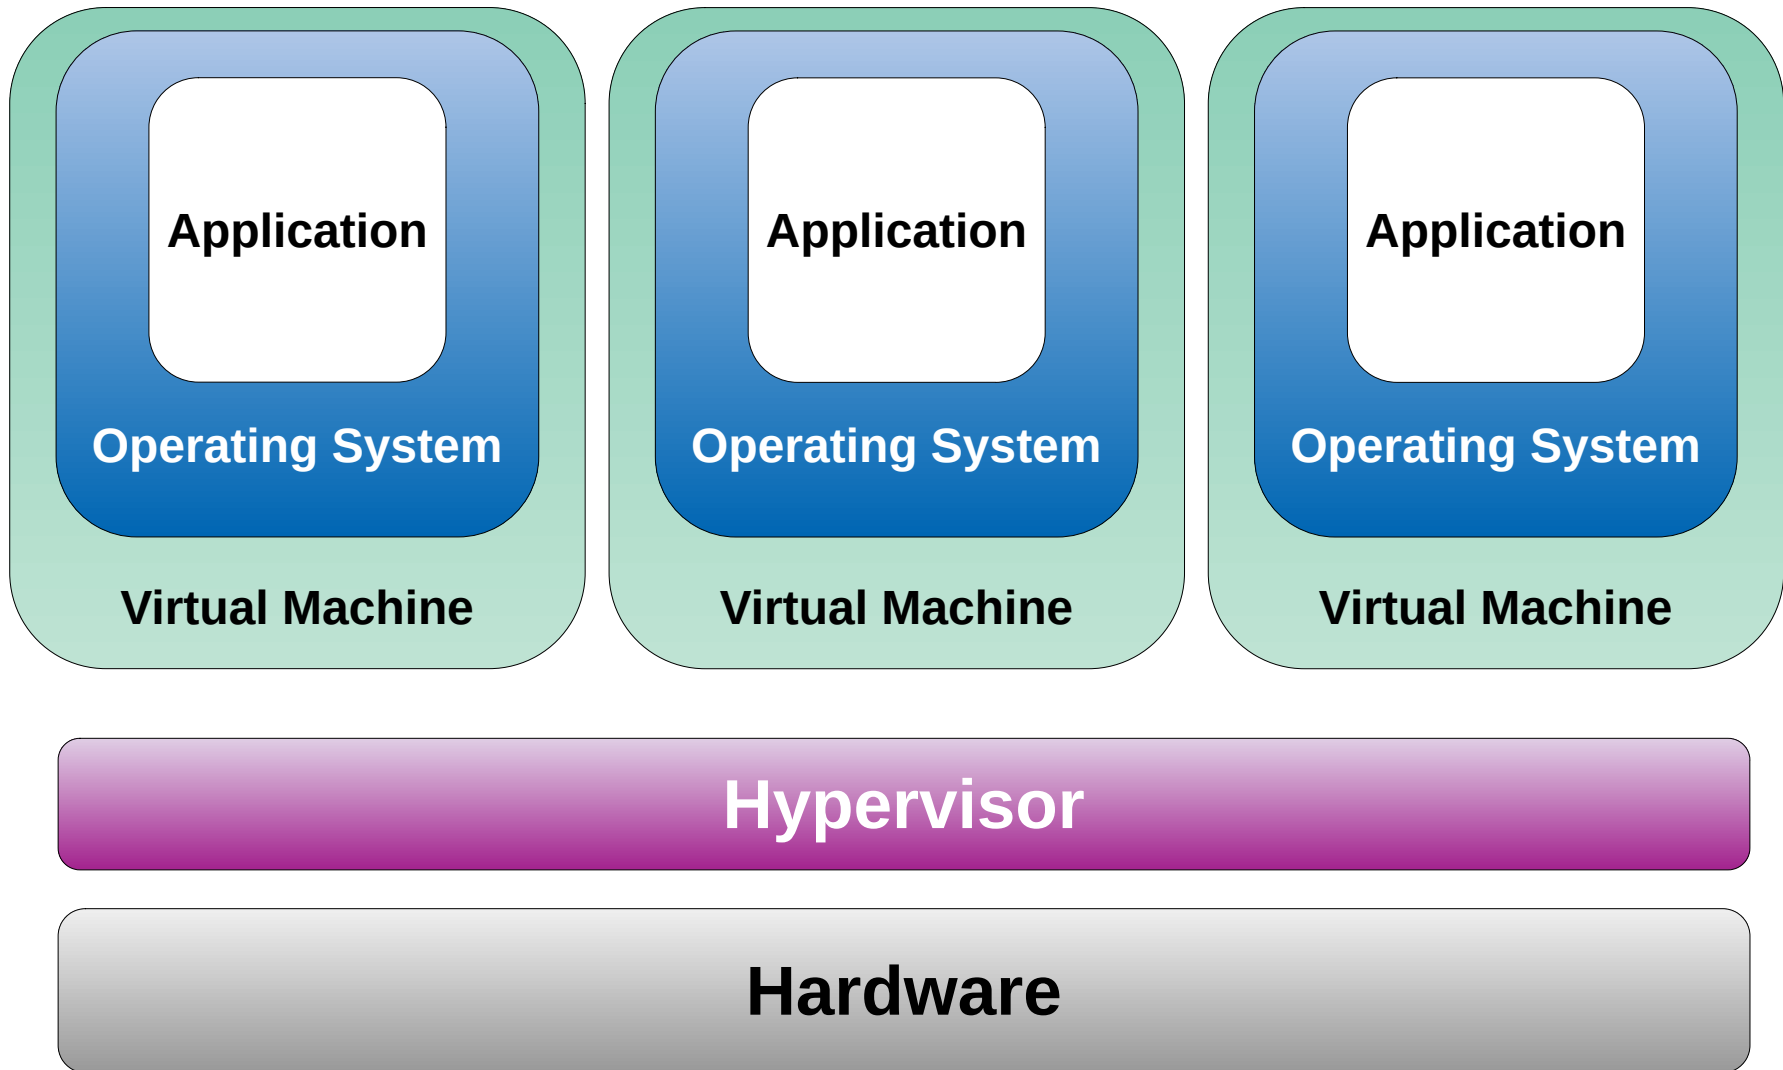 Application
Application
Application
Operating System
Operating System
Operating System
Virtual Machine
Virtual Machine
Virtual Machine
Hypervisor
Hardware